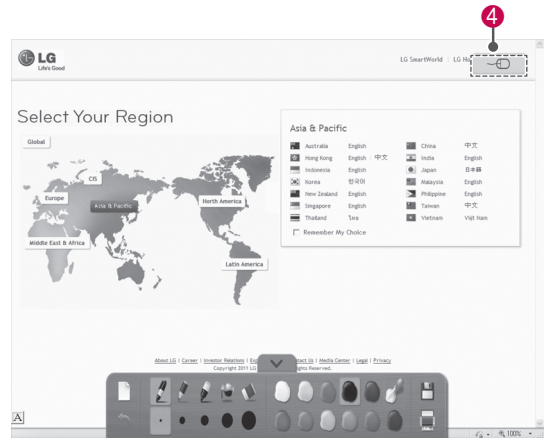 4
LG
Life's Good
LG SmartWorld | LG Ho
Select Your Region
Global
CIS
Europe
Asia & Pacific
North America
Middle East & Africa
Latin America
Asia & Pacific
Australia English China 中文
Hong Kong English 中文 India English
Indonesia English Japan 日本語
Korea 한국어 Malaysia English
New Zealand English Philippine English
Singapore English Taiwan 中文
Thailand ไทย Vietnam Việt Nam
Remember My Choice
About LG | Career | Investor Relations | Us | Media Center | Legal | Privacy
Copyright 2011 LG Reserved.
A
100%